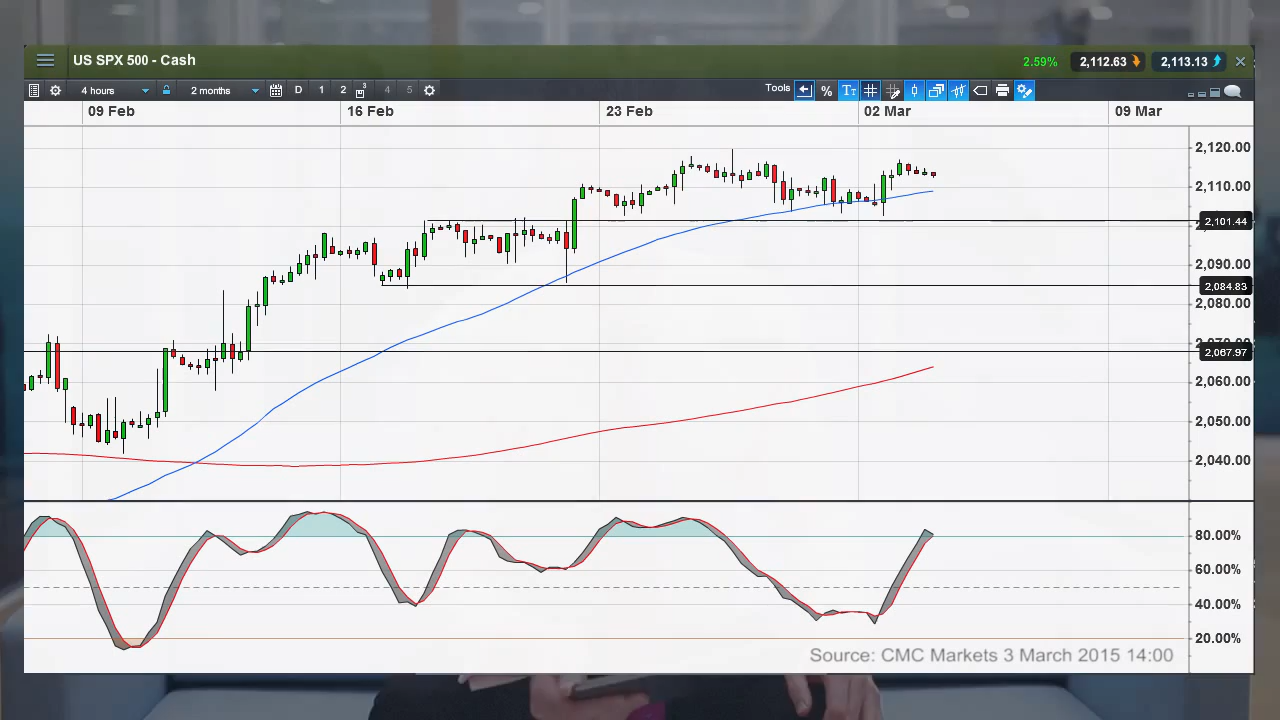 US SPX 500 - Cash
2.59% 2,112.63 2,113.13
4 hours 2 months D 1 2 3 4 5 Tools % TT
09 Feb 16 Feb 23 Feb 02 Mar 09 Mar
2,120.00
2,110.00
2,101.44
2,090.00
2,084.83
2,080.00
2,067.97
2,060.00
2,050.00
2,040.00
80.00%
60.00%
40.00%
20.00%
Source: CMC Markets 3 March 2015 14:00